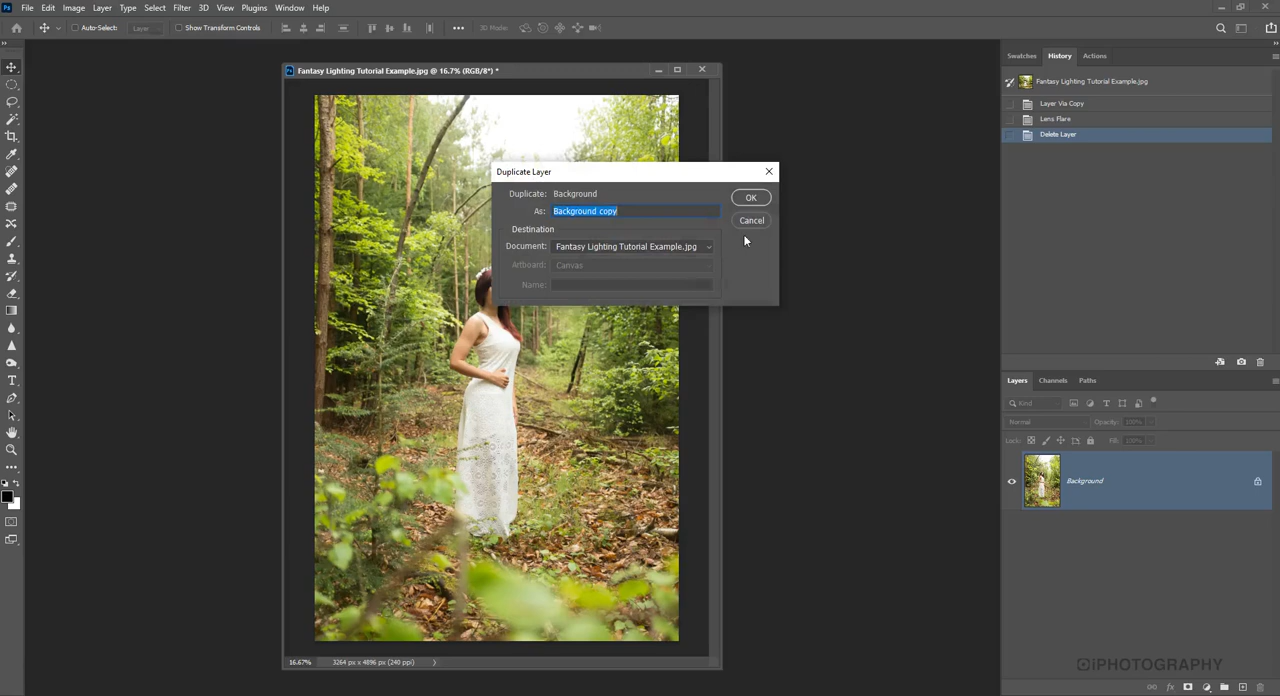 Ps File Edit Image Layer Type Select Filter 3D View Plugins Window Help
Auto-Select: Layer Show Transform Controls 3D Mode:
Fantasy Lighting Tutorial Example.jpg @ 16.7% (RGB/8*) *
Swatches History Actions
Fantasy Lighting Tutorial Example.jpg
Layer Via Copy
Lens Flare
Delete Layer
Duplicate Layer
Duplicate: Background
OK
As: Background copy
Cancel
Destination
Document: Fantasy Lighting Tutorial Example.jpg
Artboard: Canvas
Name:
Layers Channels Paths
Kind
Normal Opacity: 100%
Lock: Fill: 100%
Background
16.67% 3264 px x 4896 px (240 ppi)
iPHOTOGRAPHY